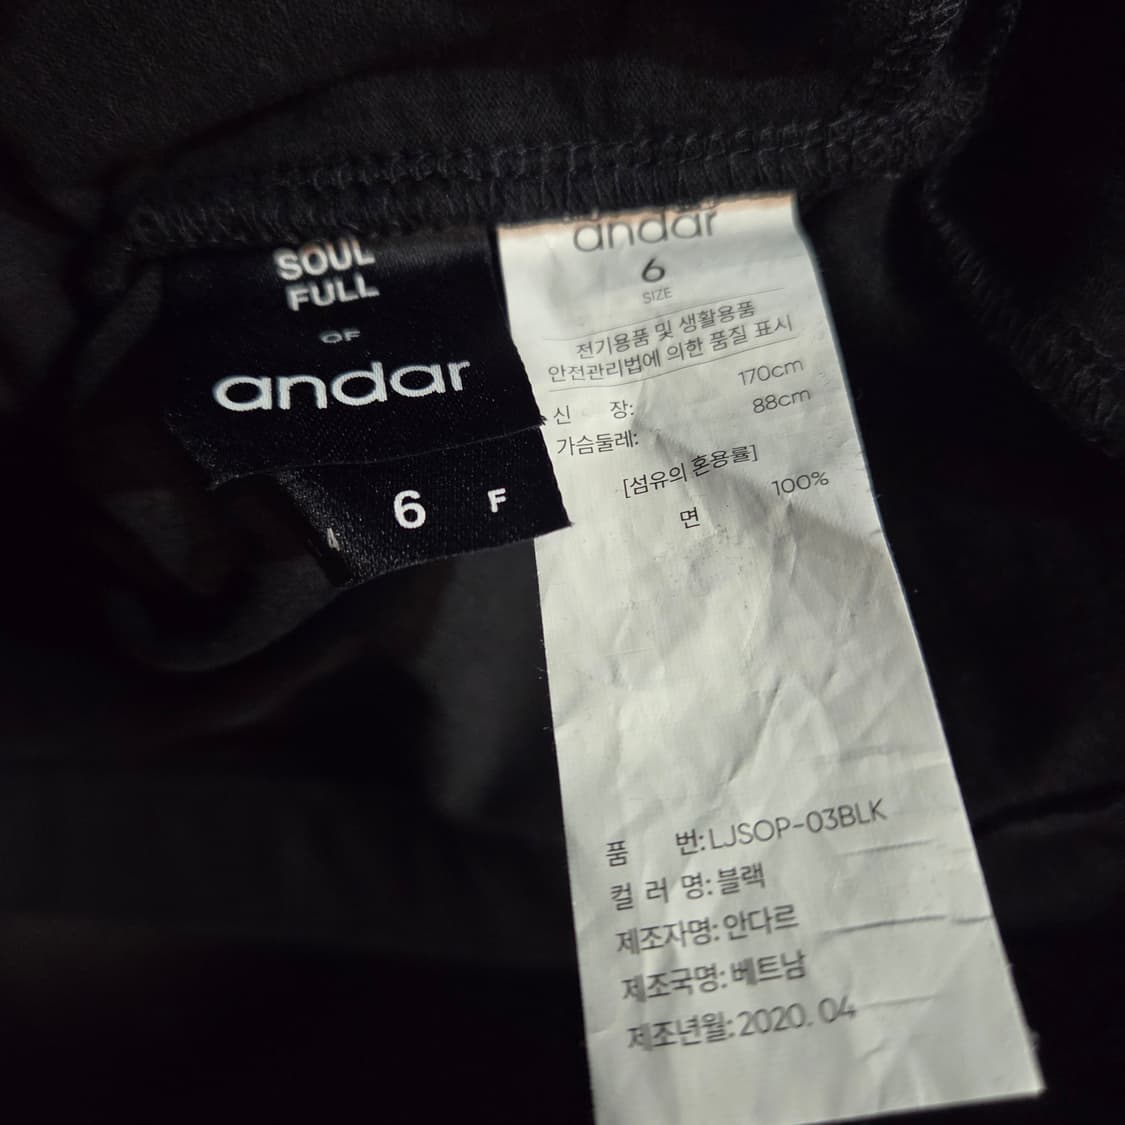 SOUL
FULL
OF
andar
4 6 F
andar
6
SIZE
전기용품 및 생활용품
안전관리법에 의한 품질 표시
신 장: 170cm
가슴둘레: 88cm
[섬유의 혼용률]
면 100%
품 번: LJSOP-03BLK
컬 러 명: 블랙
제조자명: 안다르
제조국명: 베트남
제조년월: 2020. 04